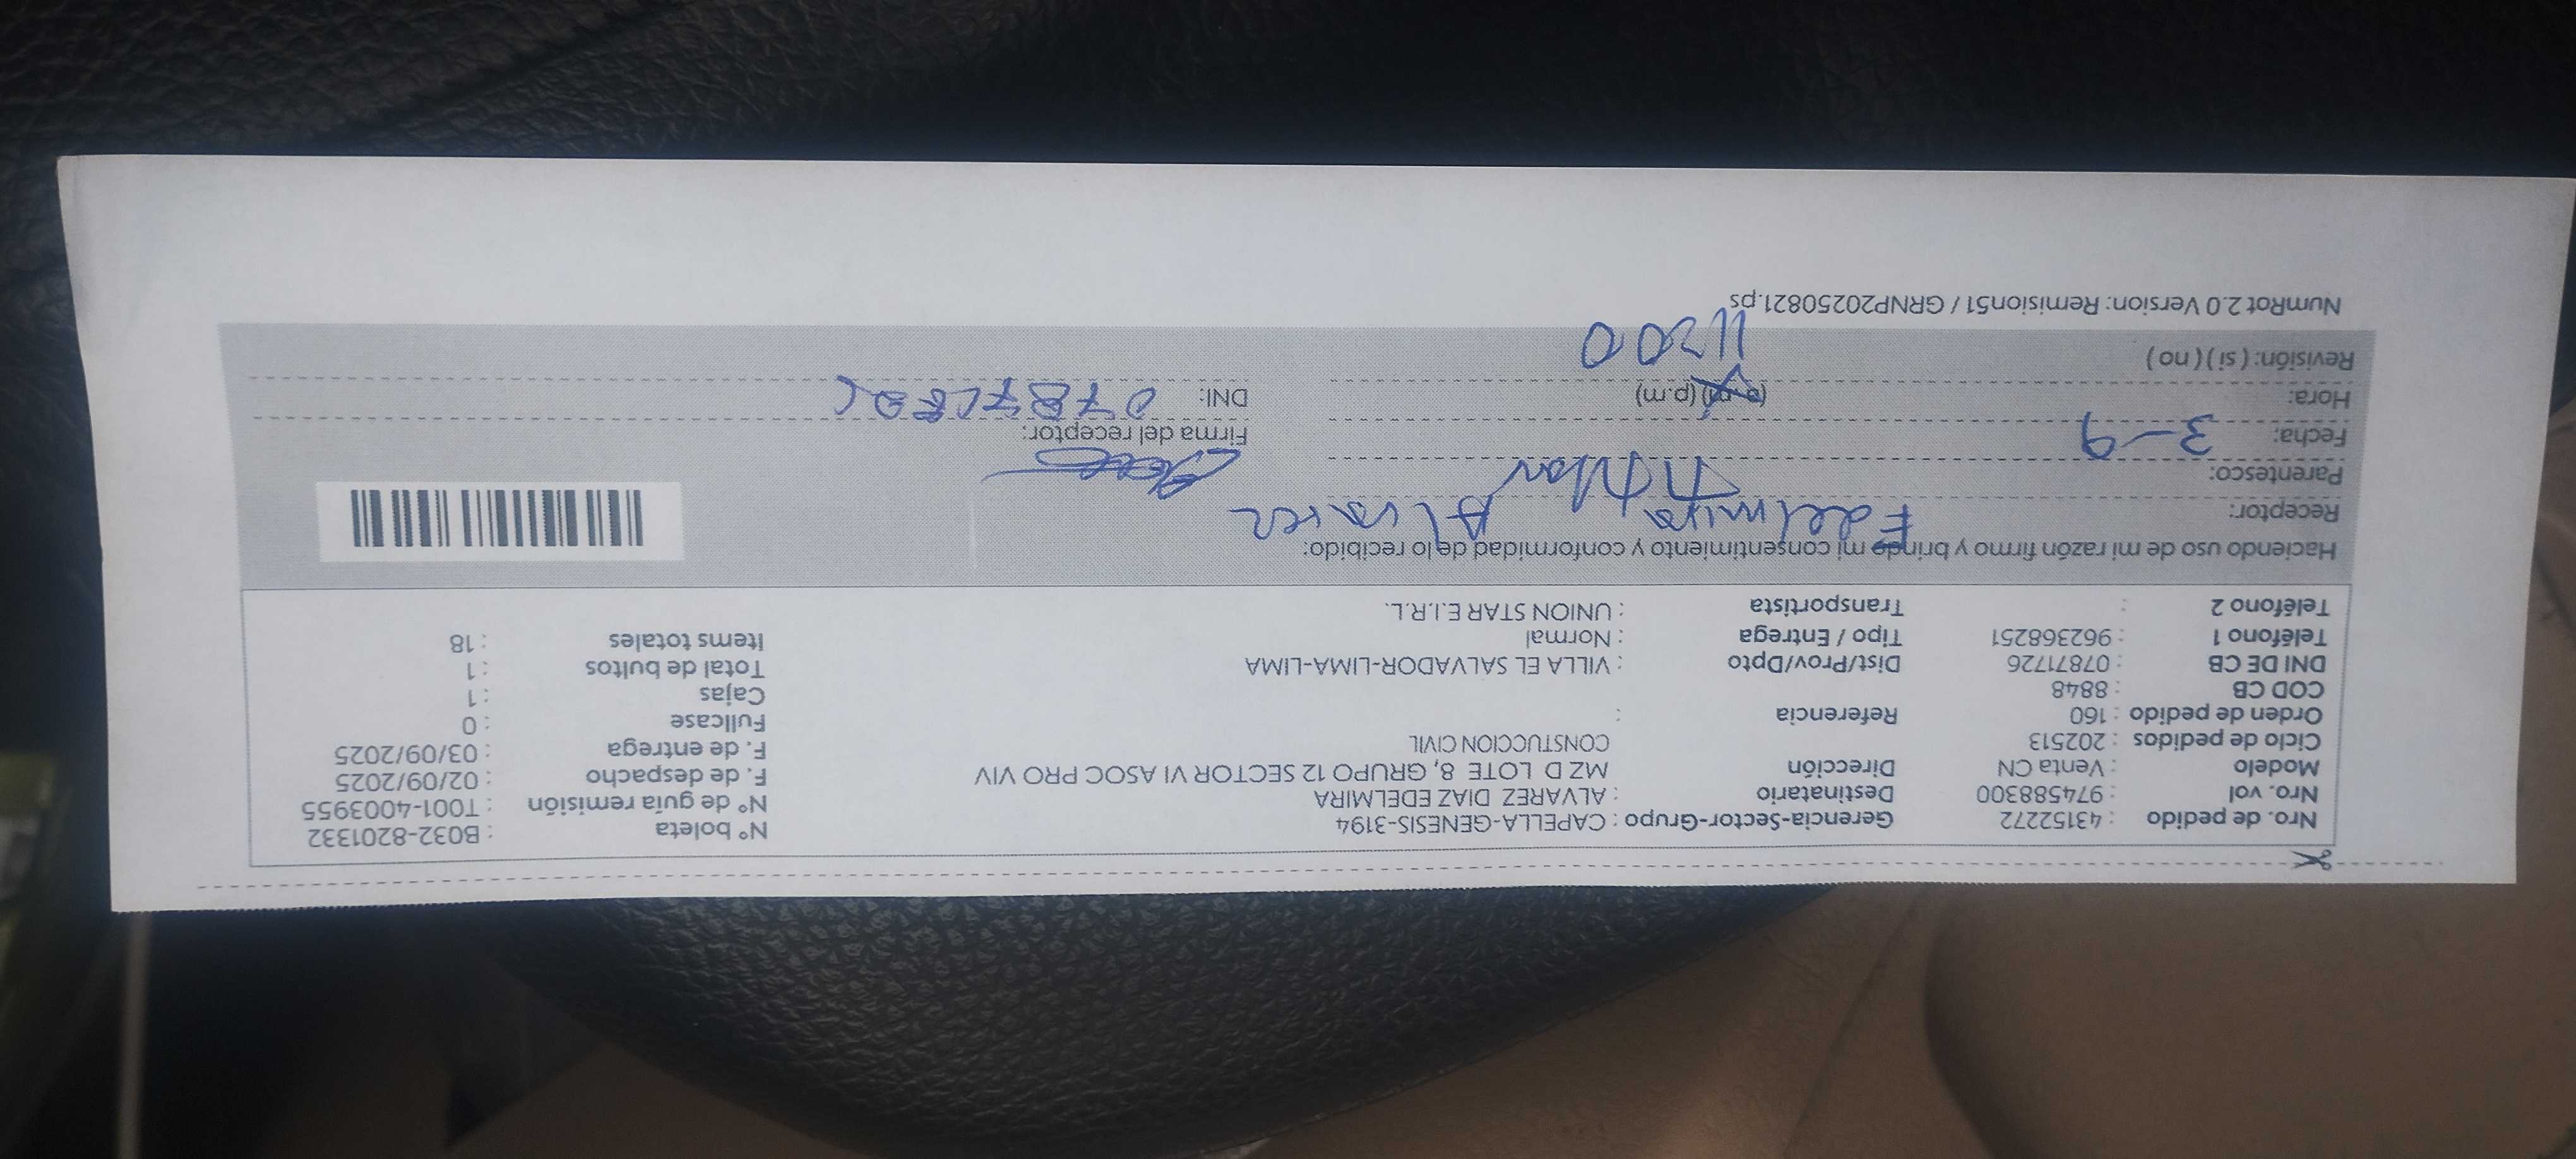 Nro. de pedido : 43152272 Gerencia-Sector-Grupo : CAPELLA-GENESIS-3194 N° boleta : B032-8201332
Nro. vol : 974588300 Destinatario : ALVAREZ DIAZ EDELMIRA N° de guía remisión : T001-4003955
Modelo : Venta CN Dirección MZ D LOTE 8, GRUPO 12 SECTOR VI ASOC PRO VIV F. de despacho : 02/09/2025
Ciclo de pedidos : 202513 CONSTUCCION CIVIL F. de entrega : 03/09/2025
Orden de pedido : 160 Referencia : Fullcase : 0
COD CB : 8848 Cajas : 1
DNI DE CB : 07871726 Dist/Prov/Dpto : VILLA EL SALVADOR-LIMA-LIMA Total de bultos : 1
Teléfono 1 : 962368251 Tipo / Entrega : Normal Items totales : 18
Teléfono 2 : Transportista : UNION STAR E.I.R.L.
Haciendo uso de mi razón firmo y brindo mi consentimiento y conformidad de lo recibido:
Receptor: Edelmira Alvarez
Parentesco:
Fecha: 3-9 Firma del receptor:
Hora: (a.m) (p.m) DNI:
Revisión: ( si ) ( no )
NumRot 2.0 Version: Remision51 / GRNP20250821.ps